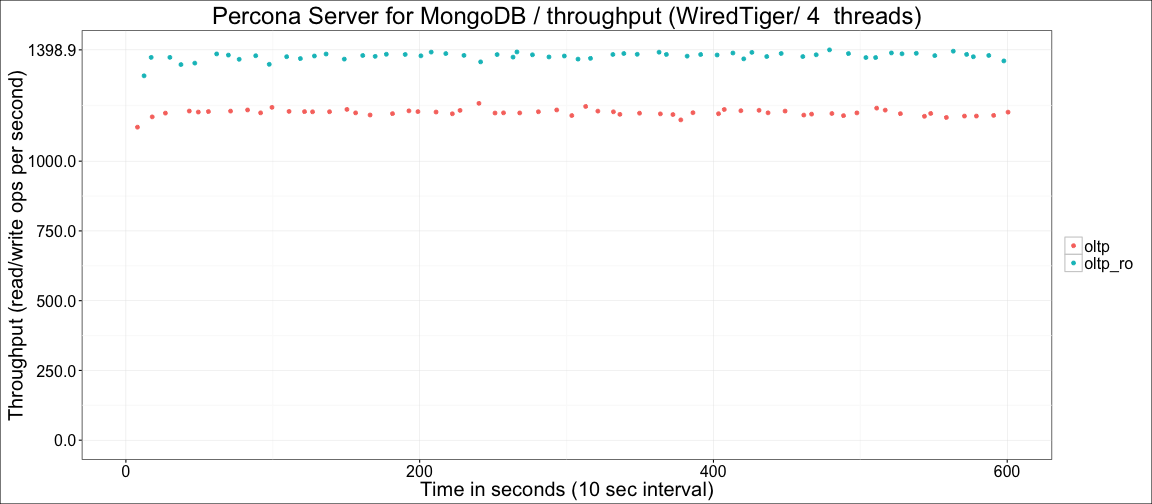 Percona Server for MongoDB / throughput (WiredTiger/ 4  threads)
Throughput (read/write ops per second)
1398.9
1000.0
750.0
500.0
250.0
0.0
0 200 400 600
Time in seconds (10 sec interval)
oltp
oltp_ro